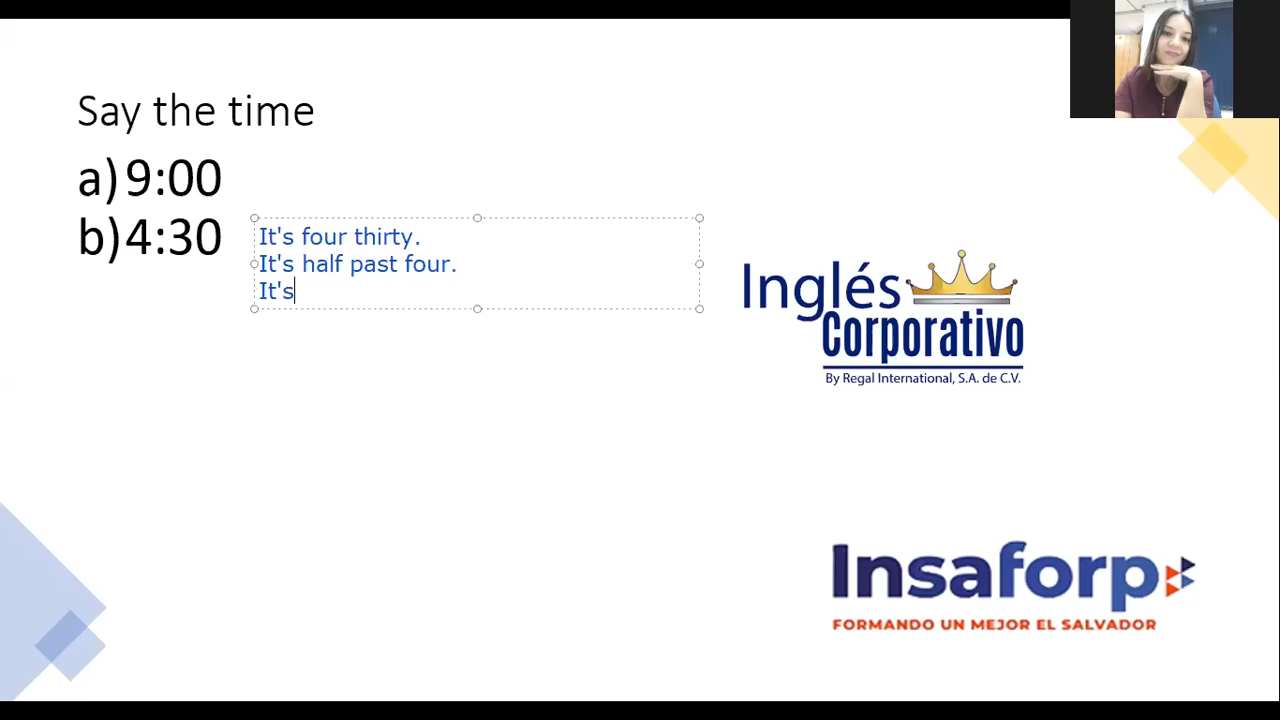 Say the time
a) 9:00
b) 4:30
It's four thirty.
It's half past four.
It's
Inglés
Corporativo
By Regal International, S.A. de C.V.
Insaforp
FORMANDO UN MEJOR EL SALVADOR